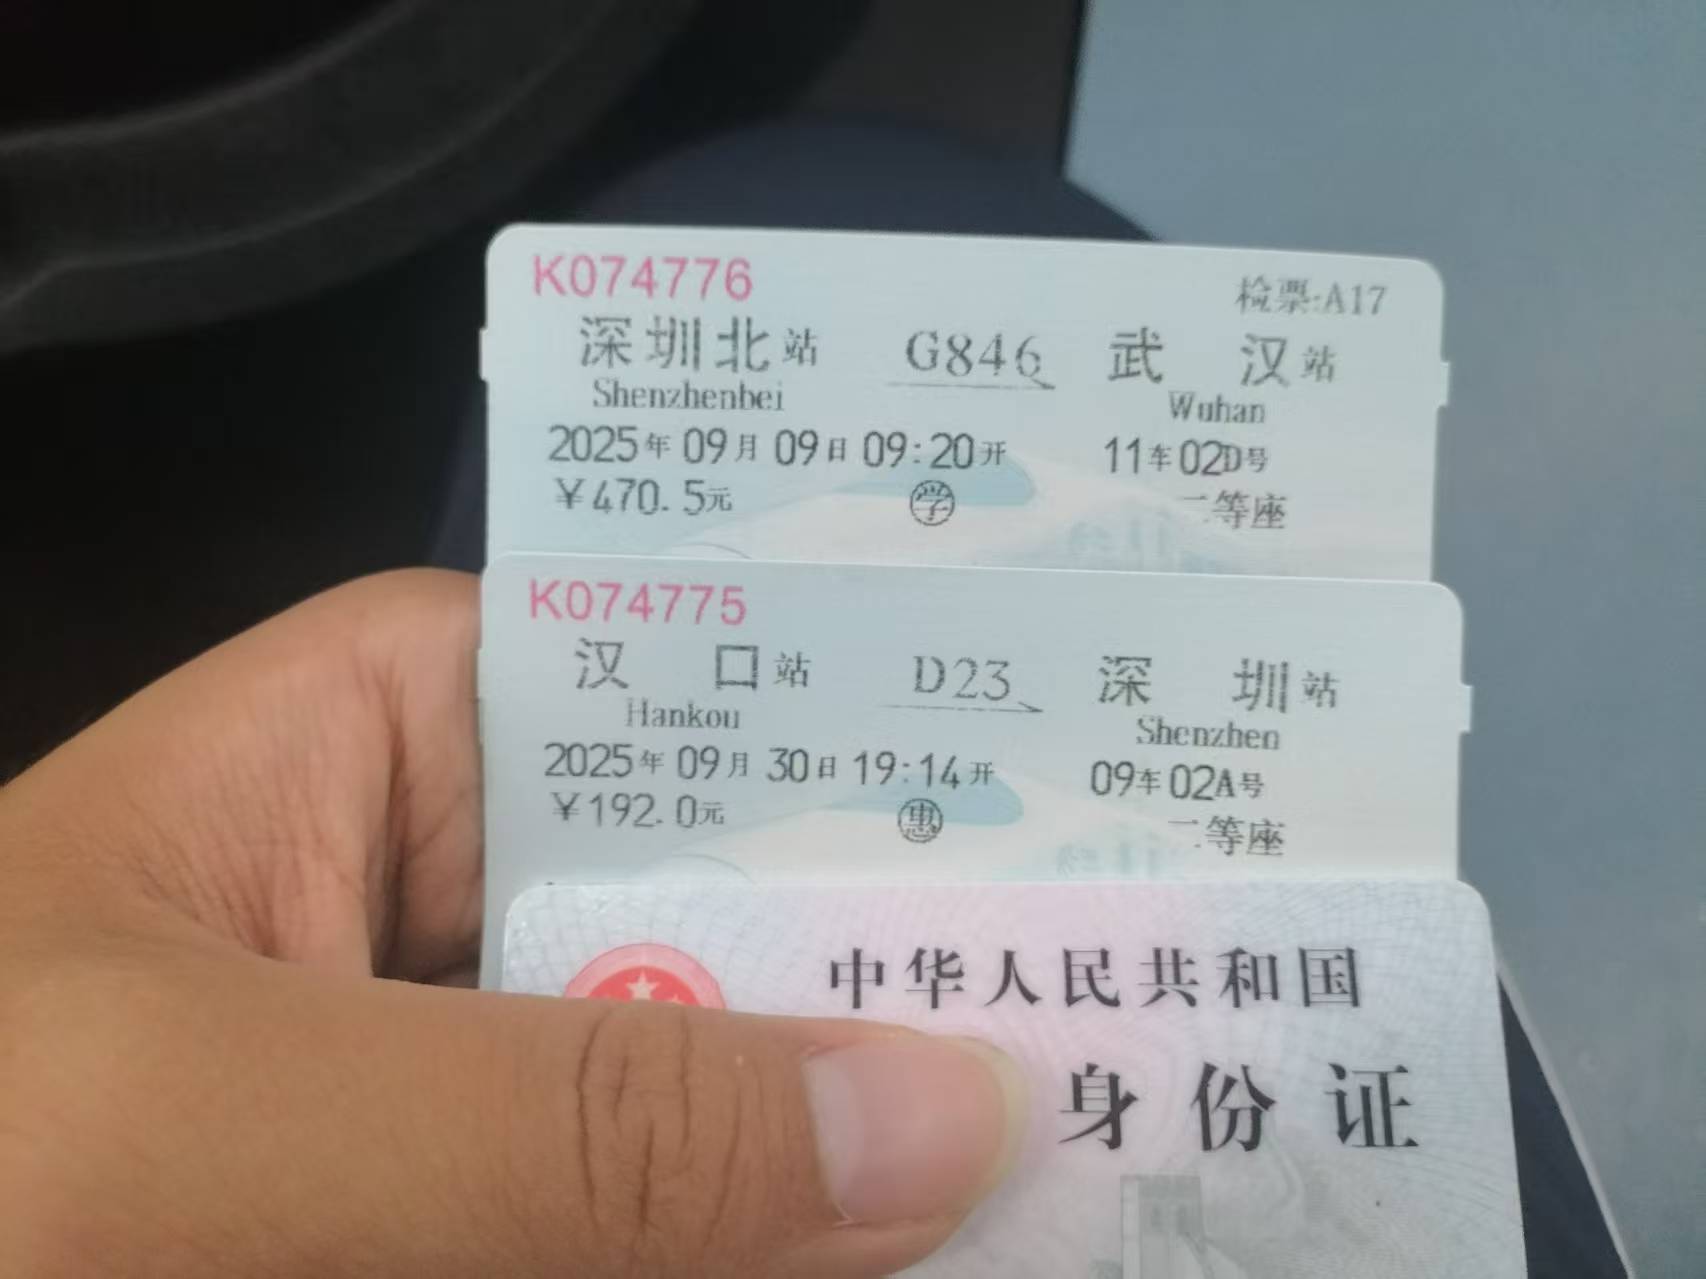 K074776
检票:A17
深圳北站 G846 武汉站
Shenzhenbei Wuhan
2025年09月09日09:20开 11车02D号
￥470.5元 学 二等座
K074775
汉口站 D23 深圳站
Hankou Shenzhen
2025年09月30日19:14开 09车02A号
￥192.0元 惠 二等座
中华人民共和国
身份证